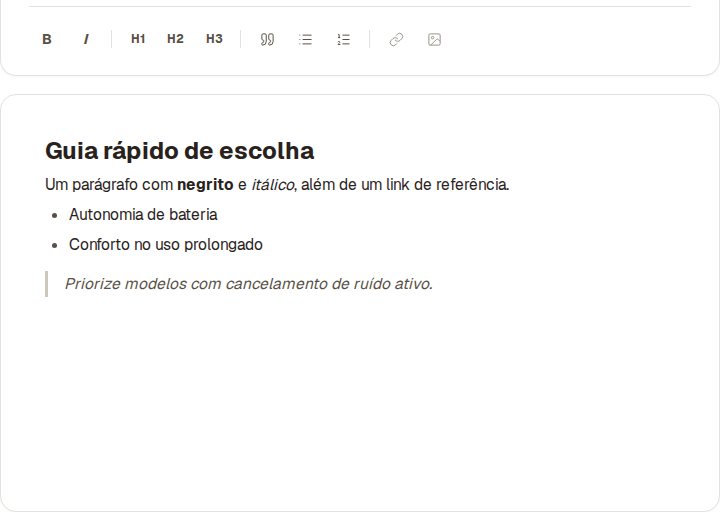 B I H1 H2 H3
Guia rápido de escolha
Um parágrafo com negrito e itálico, além de um link de referência.
Autonomia de bateria
Conforto no uso prolongado
Priorize modelos com cancelamento de ruído ativo.